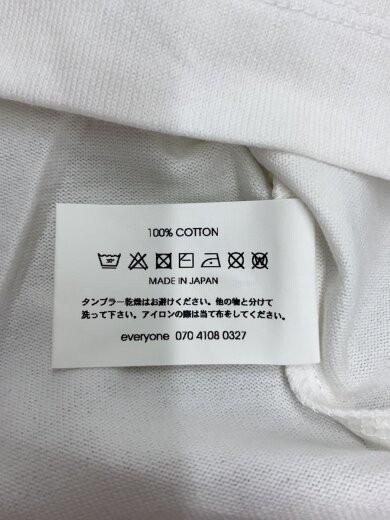 100% COTTON
MADE IN JAPAN
タンブラー乾燥はお避けください。他の物と分けて
洗って下さい。アイロンの際は当て布をしてください。
everyone 070 4108 0327